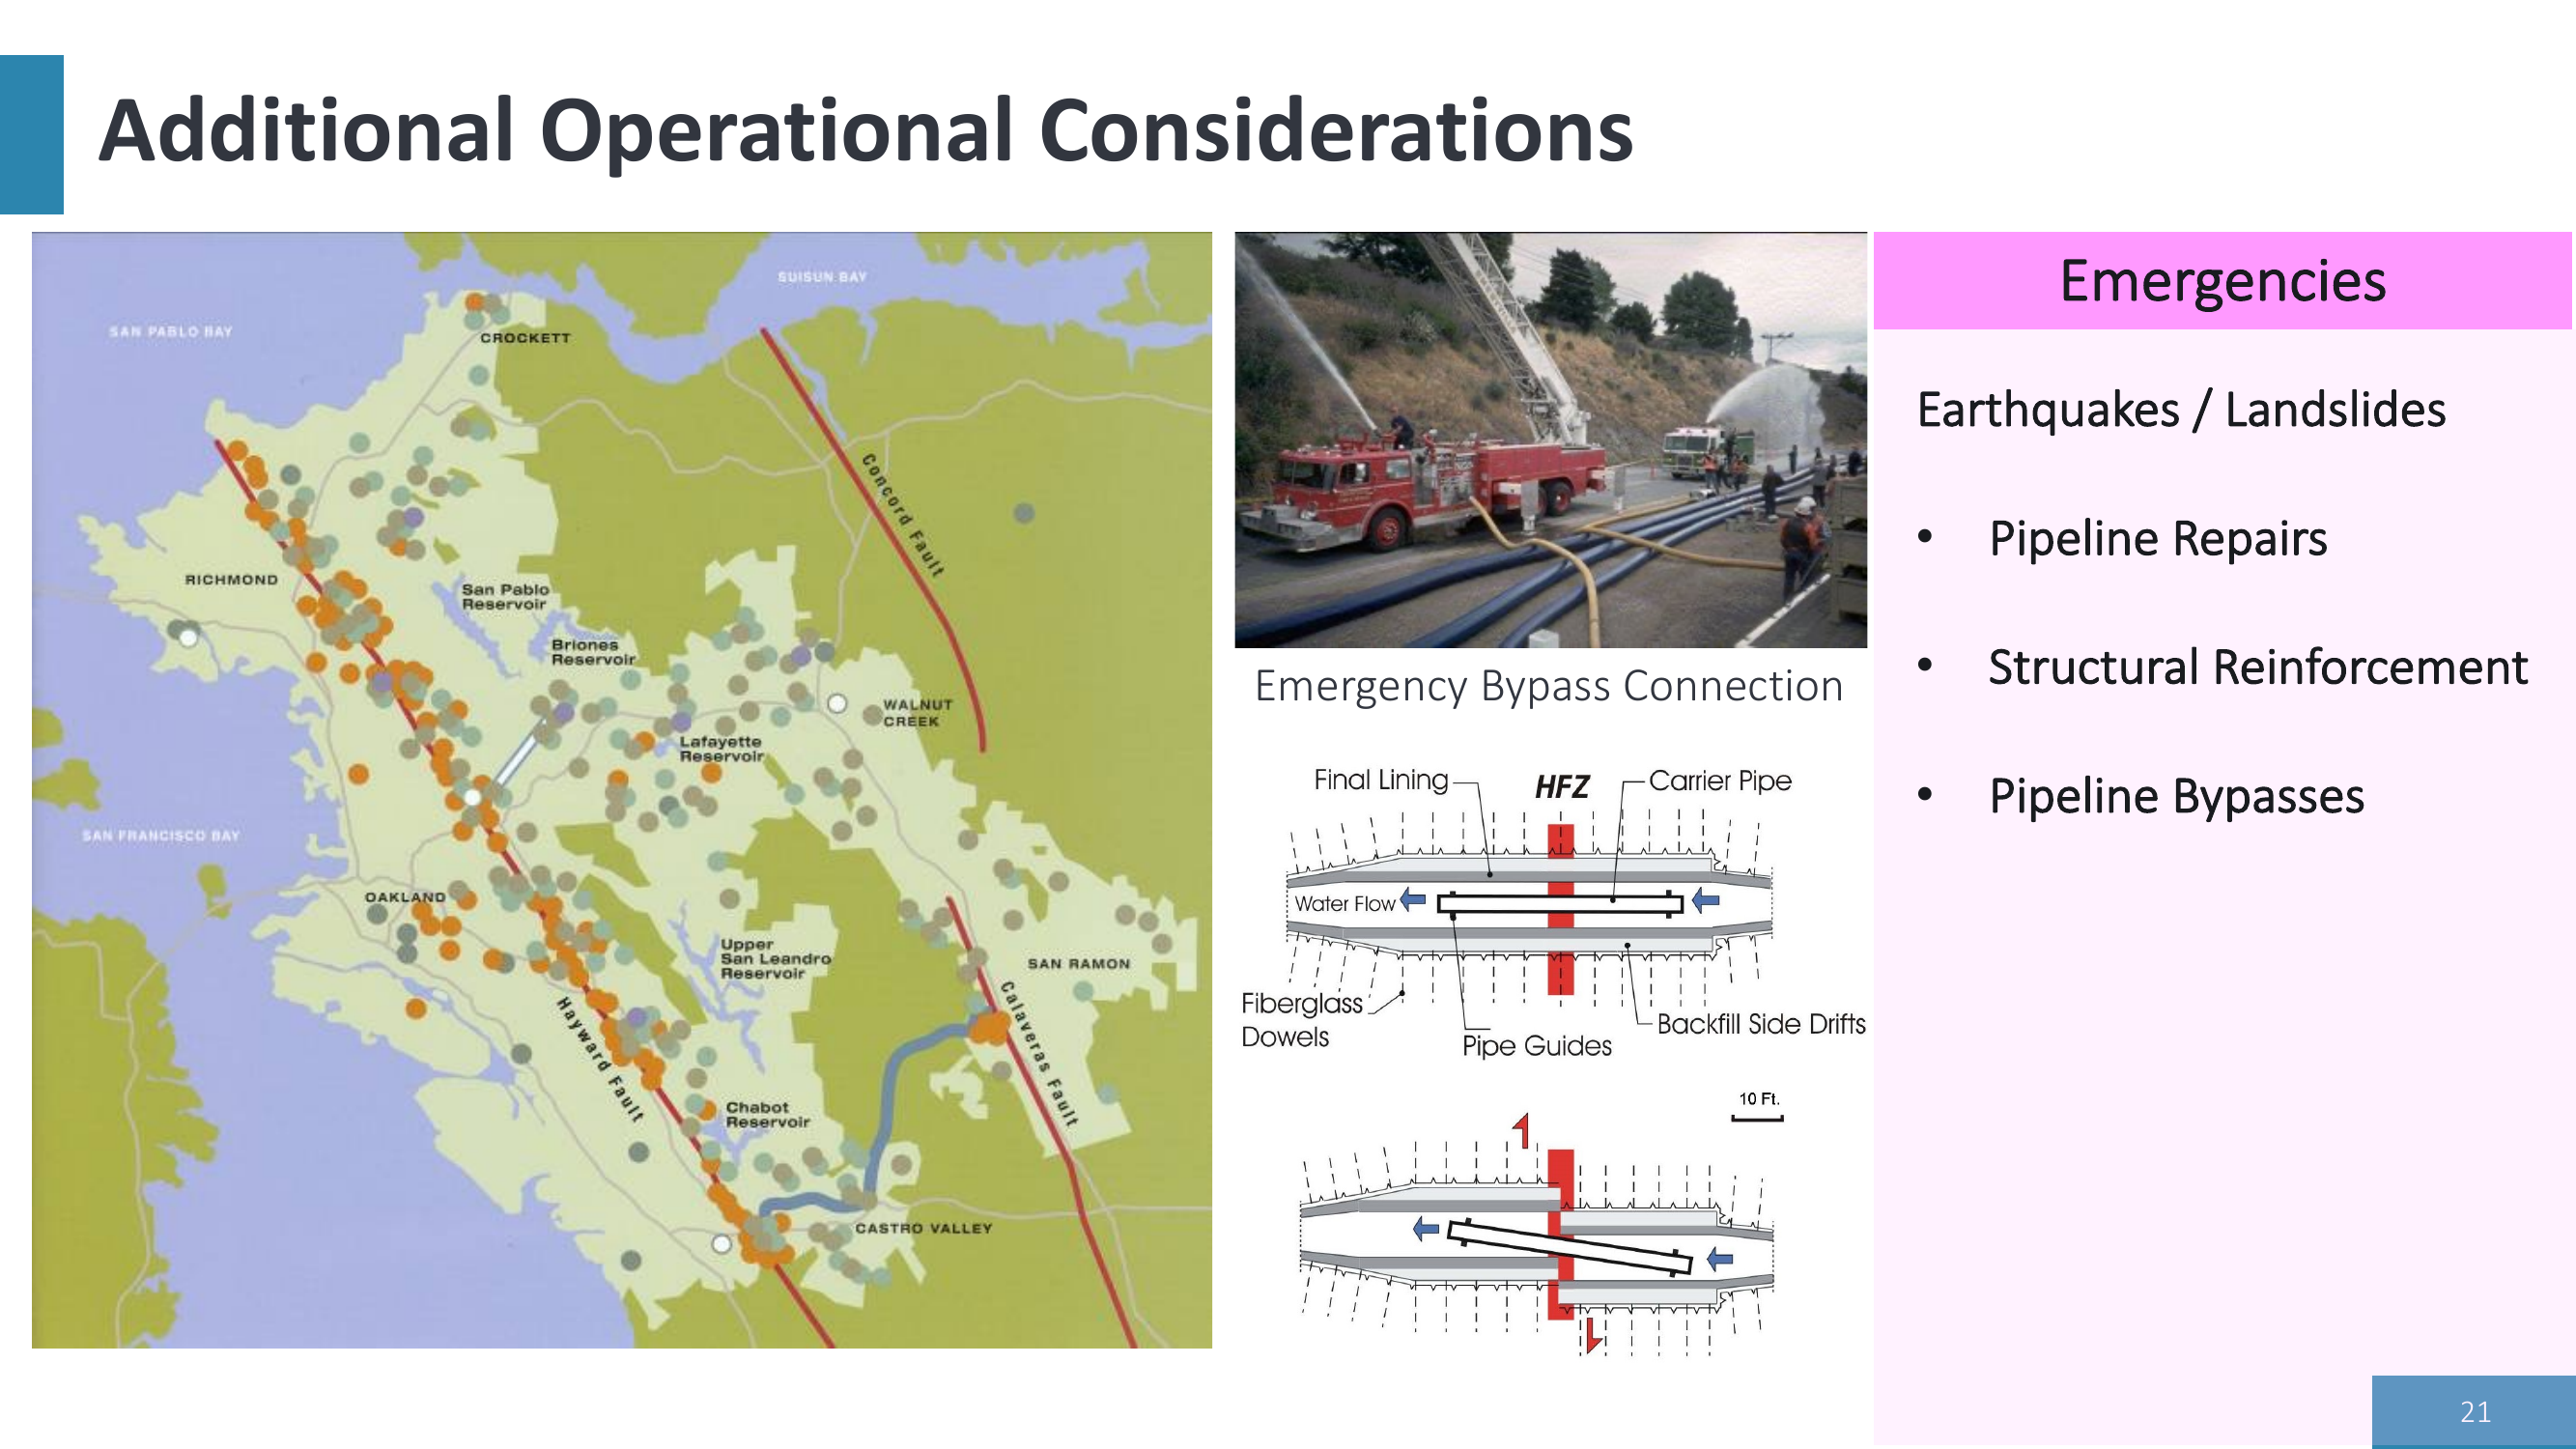 Additional Operational Considerations
SUISUN BAY
SAN PABLO BAY
CROCKETT
Concord Fault
RICHMOND
San Pablo
Reservoir
Briones
Reservoir
WALNUT
CREEK
Lafayette
Reservoir
SAN FRANCISCO BAY
OAKLAND
Upper
San Leandro
Reservoir
SAN RAMON
Hayward Fault
Calaveras Fault
Chabot
Reservoir
CASTRO VALLEY
Emergency Bypass Connection
Final Lining
HFZ
Carrier Pipe
Water Flow
Fiberglass
Dowels
Pipe Guides
Backfill Side Drifts
10 Ft.
Emergencies
Earthquakes / Landslides
• Pipeline Repairs
• Structural Reinforcement
• Pipeline Bypasses
21